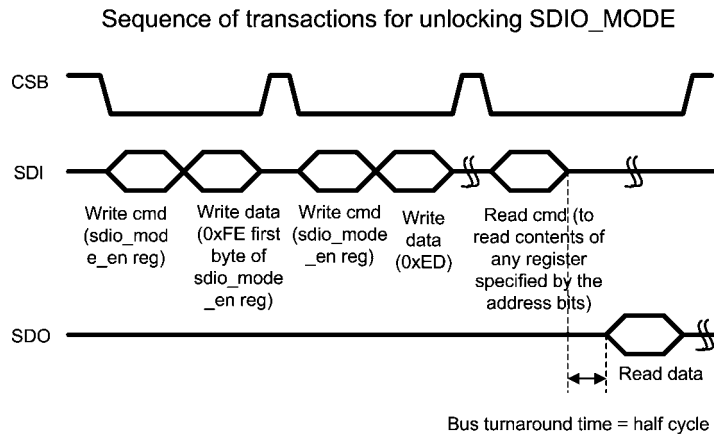 Sequence of transactions for unlocking SDIO_MODE
CSB
SDI
Write cmd
(sdio_mod
e_en reg)
Write data
(0xFE first
byte of
sdio_mode
_en reg)
Write cmd
(sdio_mode
_en reg)
Write
data
(0xED)
Read cmd (to
read contents of
any register
specified by the
address bits)
SDO
Read data
Bus turnaround time = half cycle